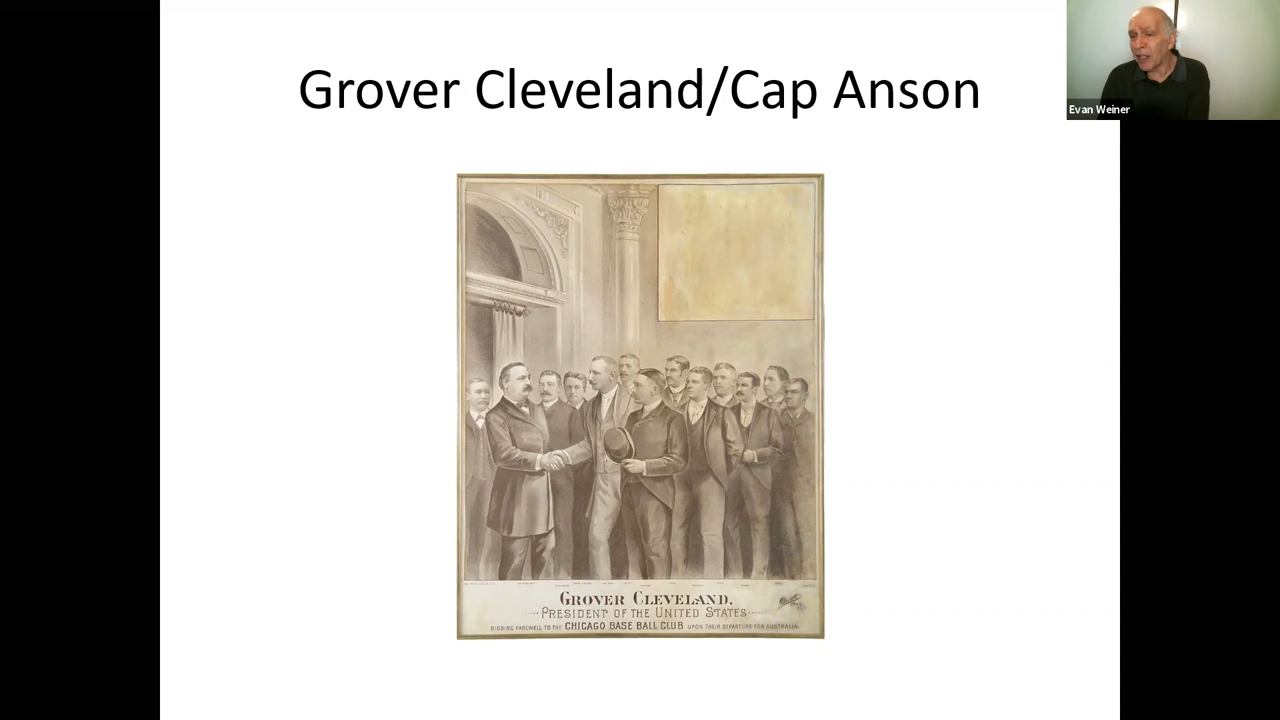 Grover Cleveland/Cap Anson
Evan Weiner
GROVER CLEVELAND,
PRESIDENT OF THE UNITED STATES
BIDDING FAREWELL TO THE CHICAGO BASE BALL CLUB UPON THEIR DEPARTURE FOR AUSTRALIA.